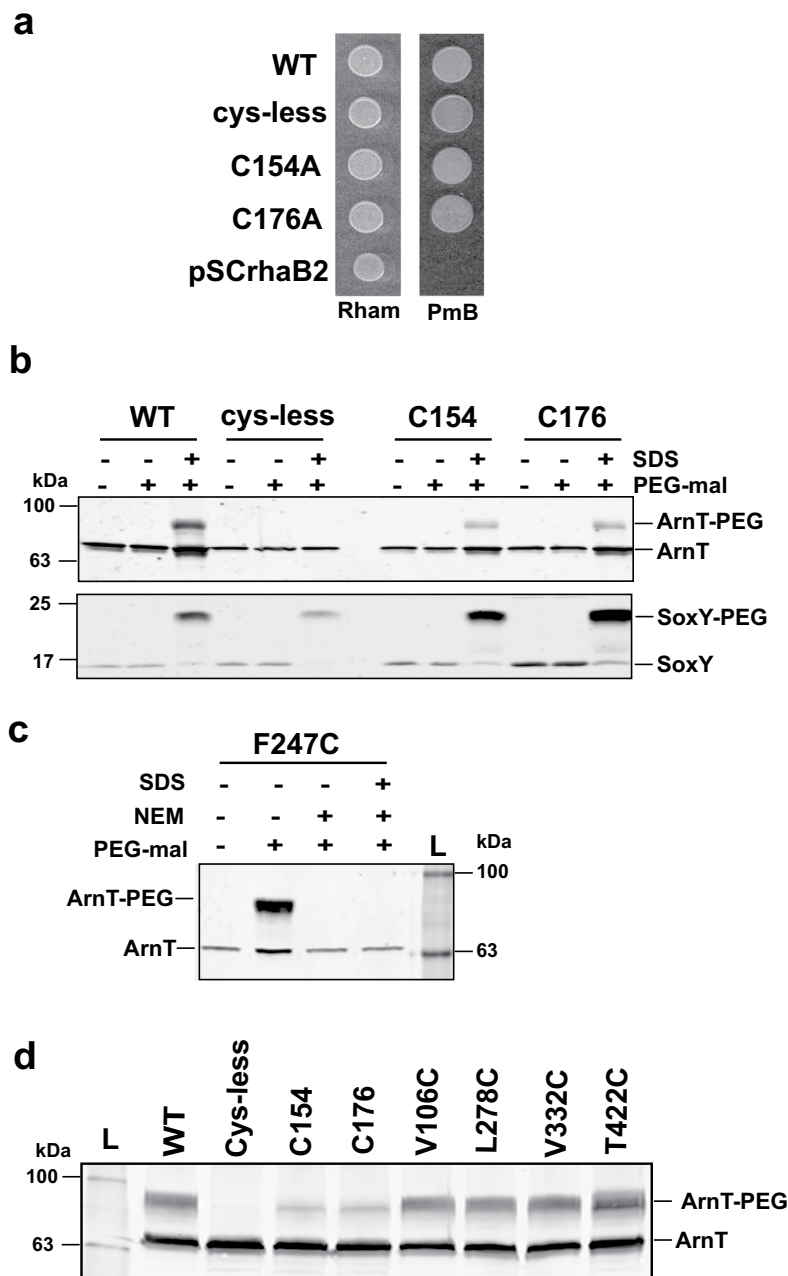 a
WT
cys-less
C154A
C176A
pSCrhaB2
Rham PmB
b
WT cys-less C154 C176
- - + - - + - - + - - + SDS
- + + - + + - + + - + + PEG-mal
kDa
100
ArnT-PEG
ArnT
63
25
SoxY-PEG
17
SoxY
c
F247C
SDS - - - +
NEM - - + +
PEG-mal - + + + L kDa
100
ArnT-PEG
ArnT
63
d
L WT Cys-less C154 C176 V106C L278C V332C T422C
kDa
100
ArnT-PEG
63
ArnT